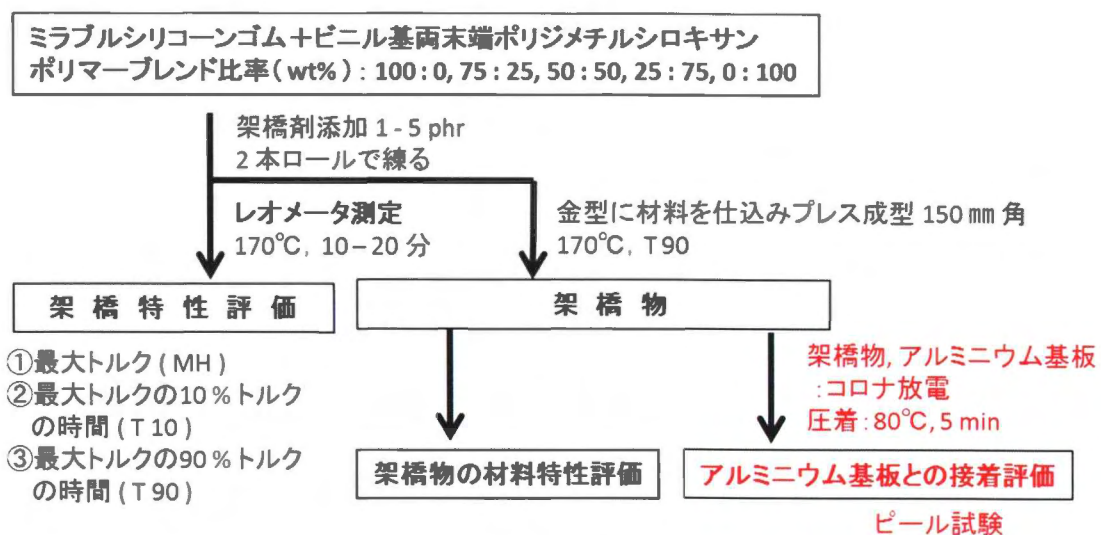 ミラブルシリコーンゴム＋ビニル基両末端ポリジメチルシロキサン
ポリマーブレンド比率（wt%）：100：0, 75：25, 50：50, 25：75, 0：100
架橋剤添加 1 - 5 phr
2本ロールで練る
レオメータ測定
170℃, 10－20 分
金型に材料を仕込みプレス成型 150 ㎜ 角
170℃, T 90
架 橋 特 性 評 価
架 橋 物
①最大トルク ( MH )
②最大トルクの10 % トルク
の時間 ( T 10 )
③最大トルクの90 % トルク
の時間 ( T 90 )
架橋物, アルミニウム基板
：コロナ放電
圧着：80℃, 5 min
架橋物の材料特性評価
アルミニウム基板との接着評価
ピール試験